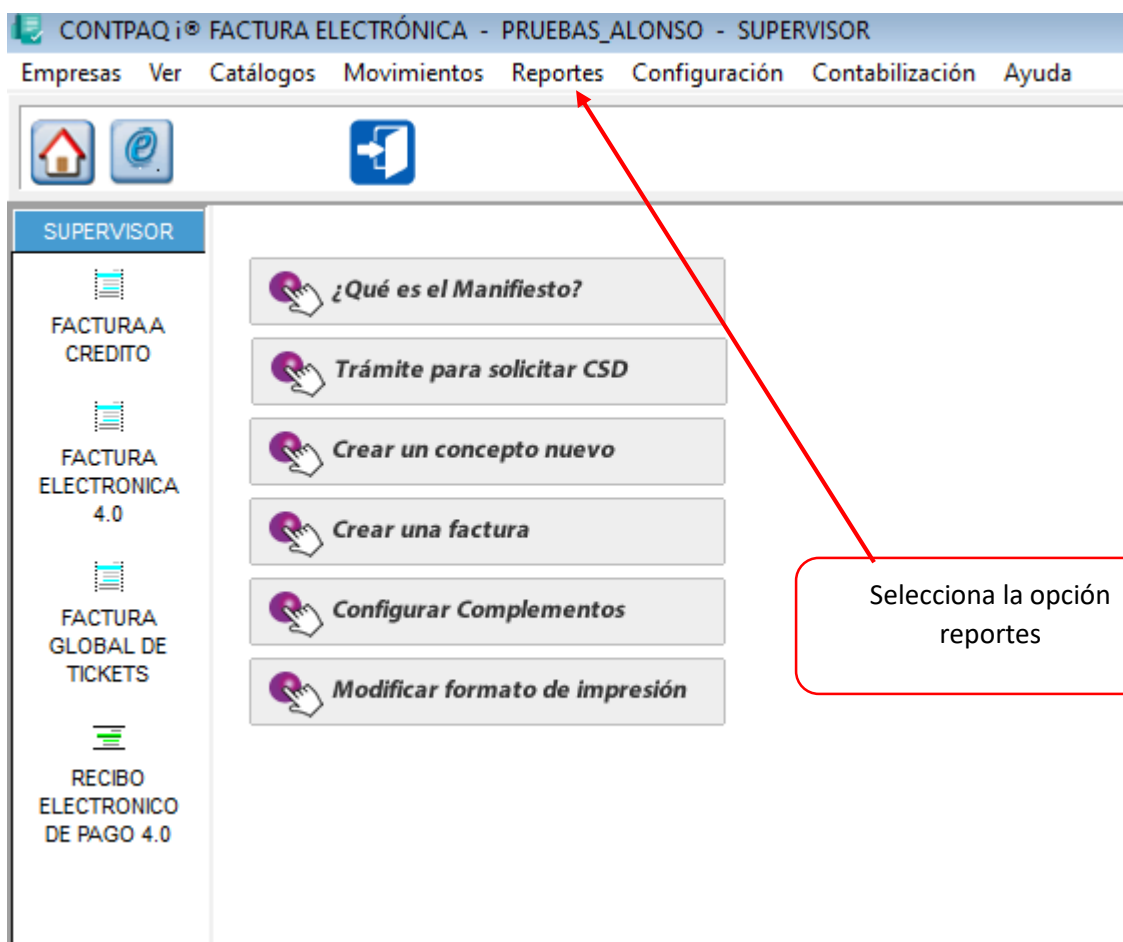 CONTPAQ i® FACTURA ELECTRÓNICA - PRUEBAS_ALONSO - SUPERVISOR
Empresas Ver Catálogos Movimientos Reportes Configuración Contabilización Ayuda
SUPERVISOR
FACTURA A
CREDITO
FACTURA
ELECTRONICA
4.0
FACTURA
GLOBAL DE
TICKETS
RECIBO
ELECTRONICO
DE PAGO 4.0
¿Qué es el Manifiesto?
Trámite para solicitar CSD
Crear un concepto nuevo
Crear una factura
Configurar Complementos
Modificar formato de impresión
Selecciona la opción
reportes